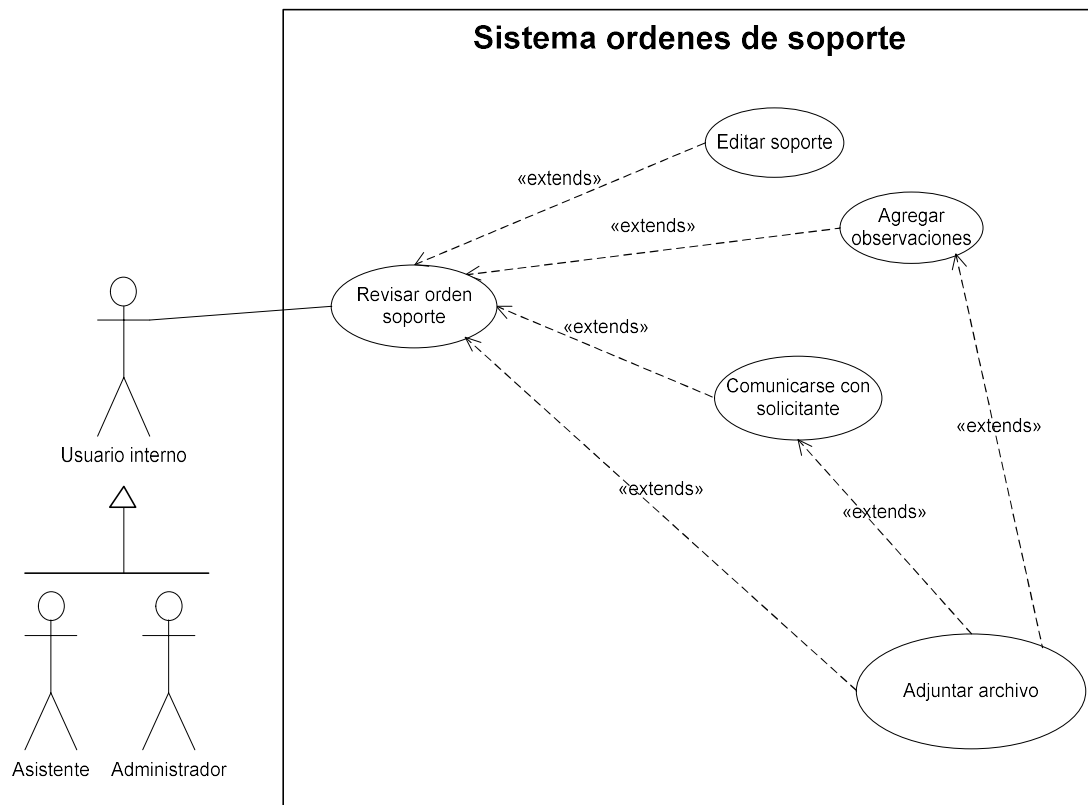 Sistema ordenes de soporte
Editar soporte
«extends»
Agregar
observaciones
«extends»
Revisar orden
soporte
«extends»
Comunicarse con
solicitante
«extends»
Usuario interno
«extends»
«extends»
Adjuntar archivo
Asistente
Administrador